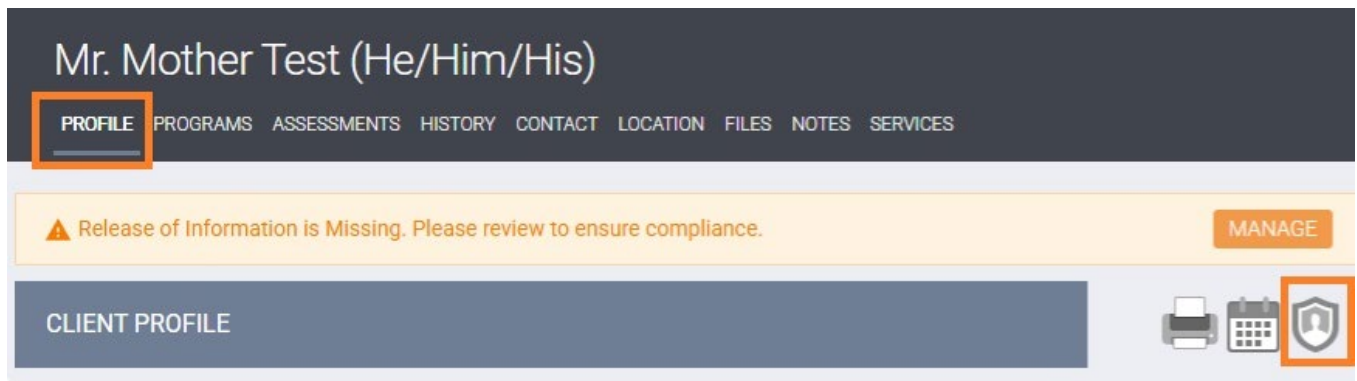 Mr. Mother Test (He/Him/His)
PROFILE PROGRAMS ASSESSMENTS HISTORY CONTACT LOCATION FILES NOTES SERVICES
Release of Information is Missing. Please review to ensure compliance. MANAGE
CLIENT PROFILE